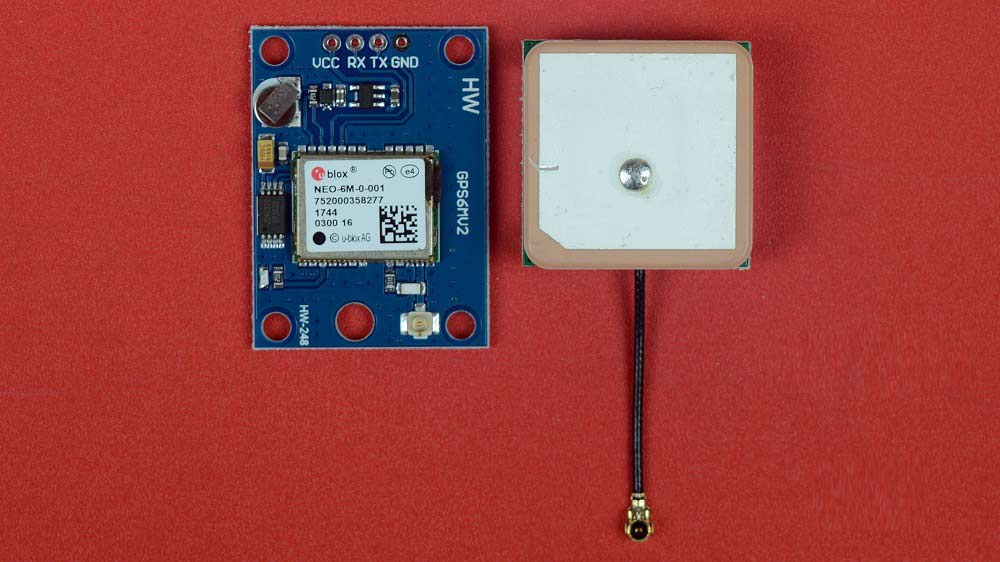 VCC RX TX GND
HW
GPS6MV2
ublox ®
e4
NEO-6M-0-001
752000358277
1744
0300 16
© u-blox AG
HW-248